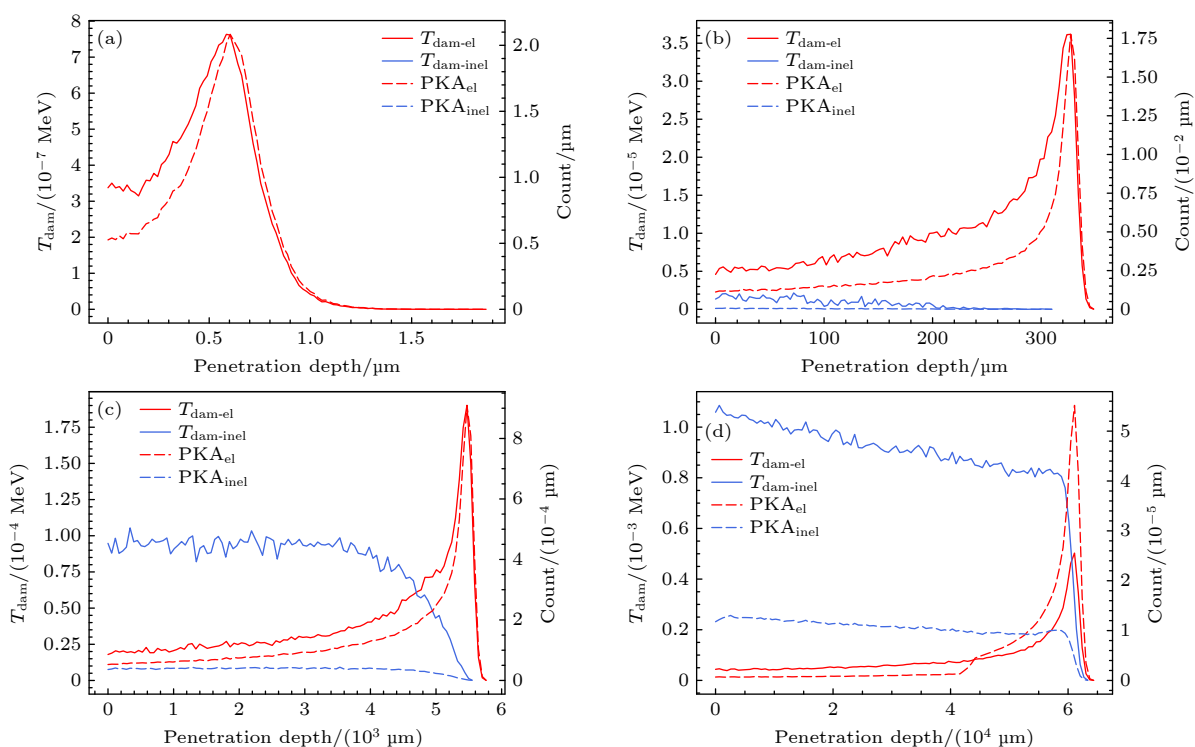 (a)
T_dam-el
T_dam-inel
PKA_el
PKA_inel
T_dam/(10⁻⁷ MeV)
8
7
6
5
4
3
2
1
0
2.0
1.5
1.0
0.5
0
Count/µm
0 0.5 1.0 1.5
Penetration depth/µm
(b)
T_dam-el
T_dam-inel
PKA_el
PKA_inel
T_dam/(10⁻⁵ MeV)
3.5
3.0
2.5
2.0
1.5
1.0
0.5
0
1.75
1.50
1.25
1.00
0.75
0.50
0.25
0
Count/(10⁻² µm)
0 100 200 300
Penetration depth/µm
(c)
T_dam-el
T_dam-inel
PKA_el
PKA_inel
T_dam/(10⁻⁴ MeV)
1.75
1.50
1.25
1.00
0.75
0.50
0.25
0
8
6
4
2
0
Count/(10⁻⁴ µm)
0 1 2 3 4 5 6
Penetration depth/(10³ µm)
(d)
T_dam-el
T_dam-inel
PKA_el
PKA_inel
T_dam/(10⁻³ MeV)
1.0
0.8
0.6
0.4
0.2
0
5
4
3
2
1
0
Count/(10⁻⁵ µm)
0 2 4 6
Penetration depth/(10⁴ µm)